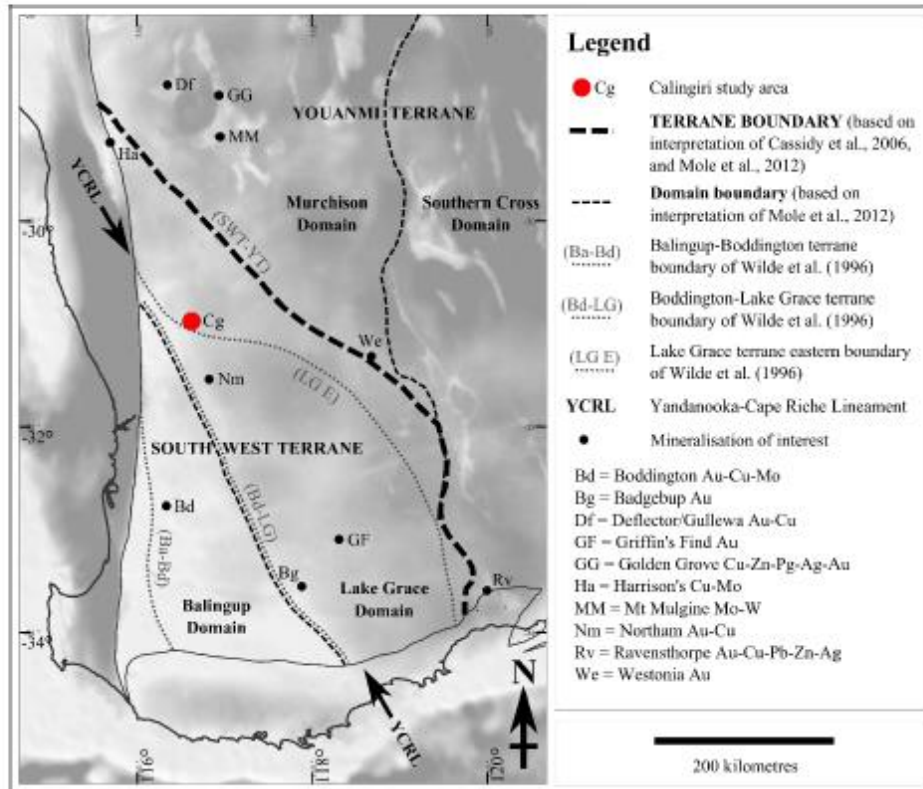 Df
GG
YOUANMI TERRANE
MM
Ha
YCRL
Murchison
Domain
Southern Cross
Domain
-30°
(SWT-YT)
Cg
We
(LG E)
Nm
-32°
SOUTH WEST TERRANE
Bd
(Bd-LG)
(Ba-Bd)
GF
Bg
Rv
Balingup
Domain
Lake Grace
Domain
-34°
N
YCRL
116°
118°
120°
Legend
Cg Calingiri study area
TERRANE BOUNDARY (based on
interpretation of Cassidy et al., 2006,
and Mole et al., 2012)
Domain boundary (based on
interpretation of Mole et al., 2012)
(Ba-Bd) Balingup-Boddington terrane
boundary of Wilde et al. (1996)
(Bd-LG) Boddington-Lake Grace terrane
boundary of Wilde et al. (1996)
(LG E) Lake Grace terrane eastern boundary
of Wilde et al. (1996)
YCRL Yandanooka-Cape Riche Lineament
Mineralisation of interest
Bd = Boddington Au-Cu-Mo
Bg = Badgebup Au
Df = Deflector/Gullewa Au-Cu
GF = Griffin's Find Au
GG = Golden Grove Cu-Zn-Pg-Ag-Au
Ha = Harrison's Cu-Mo
MM = Mt Mulgine Mo-W
Nm = Northam Au-Cu
Rv = Ravensthorpe Au-Cu-Pb-Zn-Ag
We = Westonia Au
200 kilometres